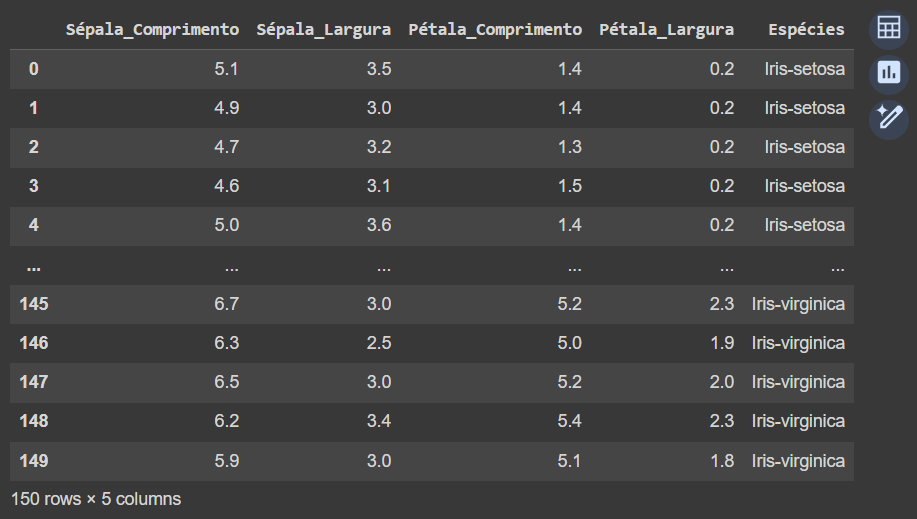 Sépala_Comprimento Sépala_Largura Pétala_Comprimento Pétala_Largura Espécies
0 5.1 3.5 1.4 0.2 Iris-setosa
1 4.9 3.0 1.4 0.2 Iris-setosa
2 4.7 3.2 1.3 0.2 Iris-setosa
3 4.6 3.1 1.5 0.2 Iris-setosa
4 5.0 3.6 1.4 0.2 Iris-setosa
... ... ... ... ... ...
145 6.7 3.0 5.2 2.3 Iris-virginica
146 6.3 2.5 5.0 1.9 Iris-virginica
147 6.5 3.0 5.2 2.0 Iris-virginica
148 6.2 3.4 5.4 2.3 Iris-virginica
149 5.9 3.0 5.1 1.8 Iris-virginica
150 rows × 5 columns